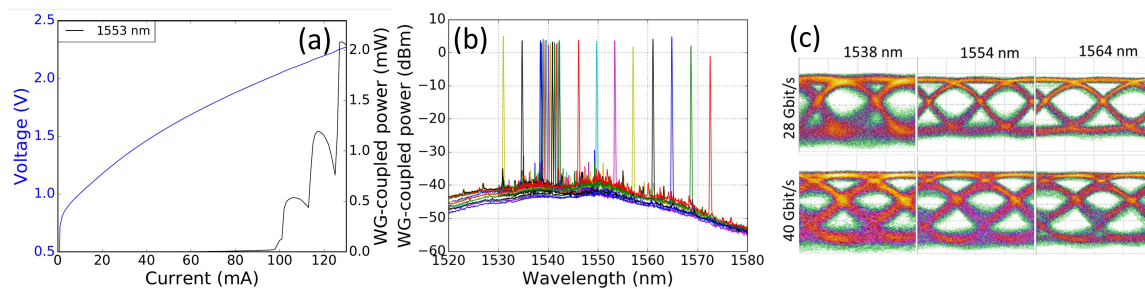 (a)
1553 nm
2.5
2.0
1.5
1.0
0.5
Voltage (V)
0
20
40
60
80
100
120
Current (mA)
2.0
1.5
1.0
0.5
0.0
WG-coupled power (mW)
(b)
10
0
−10
−20
−30
−40
−50
−60
WG-coupled power (dBm)
1520
1530
1540
1550
1560
1570
1580
Wavelength (nm)
(c)
1538 nm
1554 nm
1564 nm
28 Gbit/s
40 Gbit/s